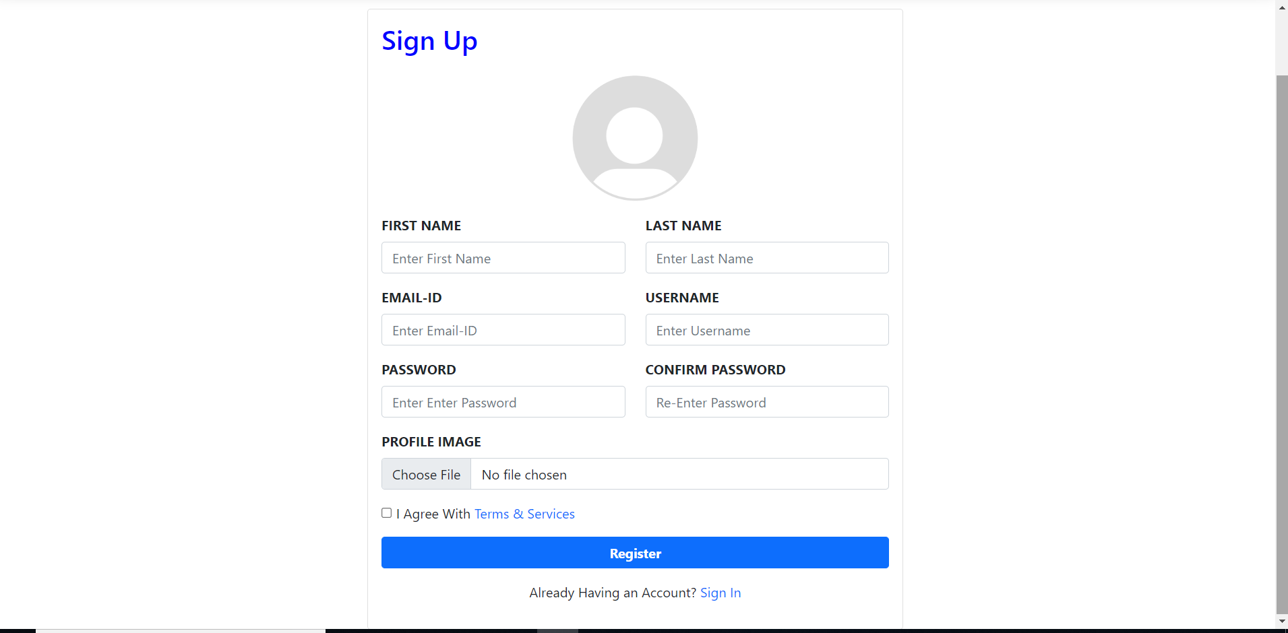 Sign Up
FIRST NAME LAST NAME
Enter First Name Enter Last Name
EMAIL-ID USERNAME
Enter Email-ID Enter Username
PASSWORD CONFIRM PASSWORD
Enter Enter Password Re-Enter Password
PROFILE IMAGE
Choose File No file chosen
I Agree With Terms & Services
Register
Already Having an Account? Sign In